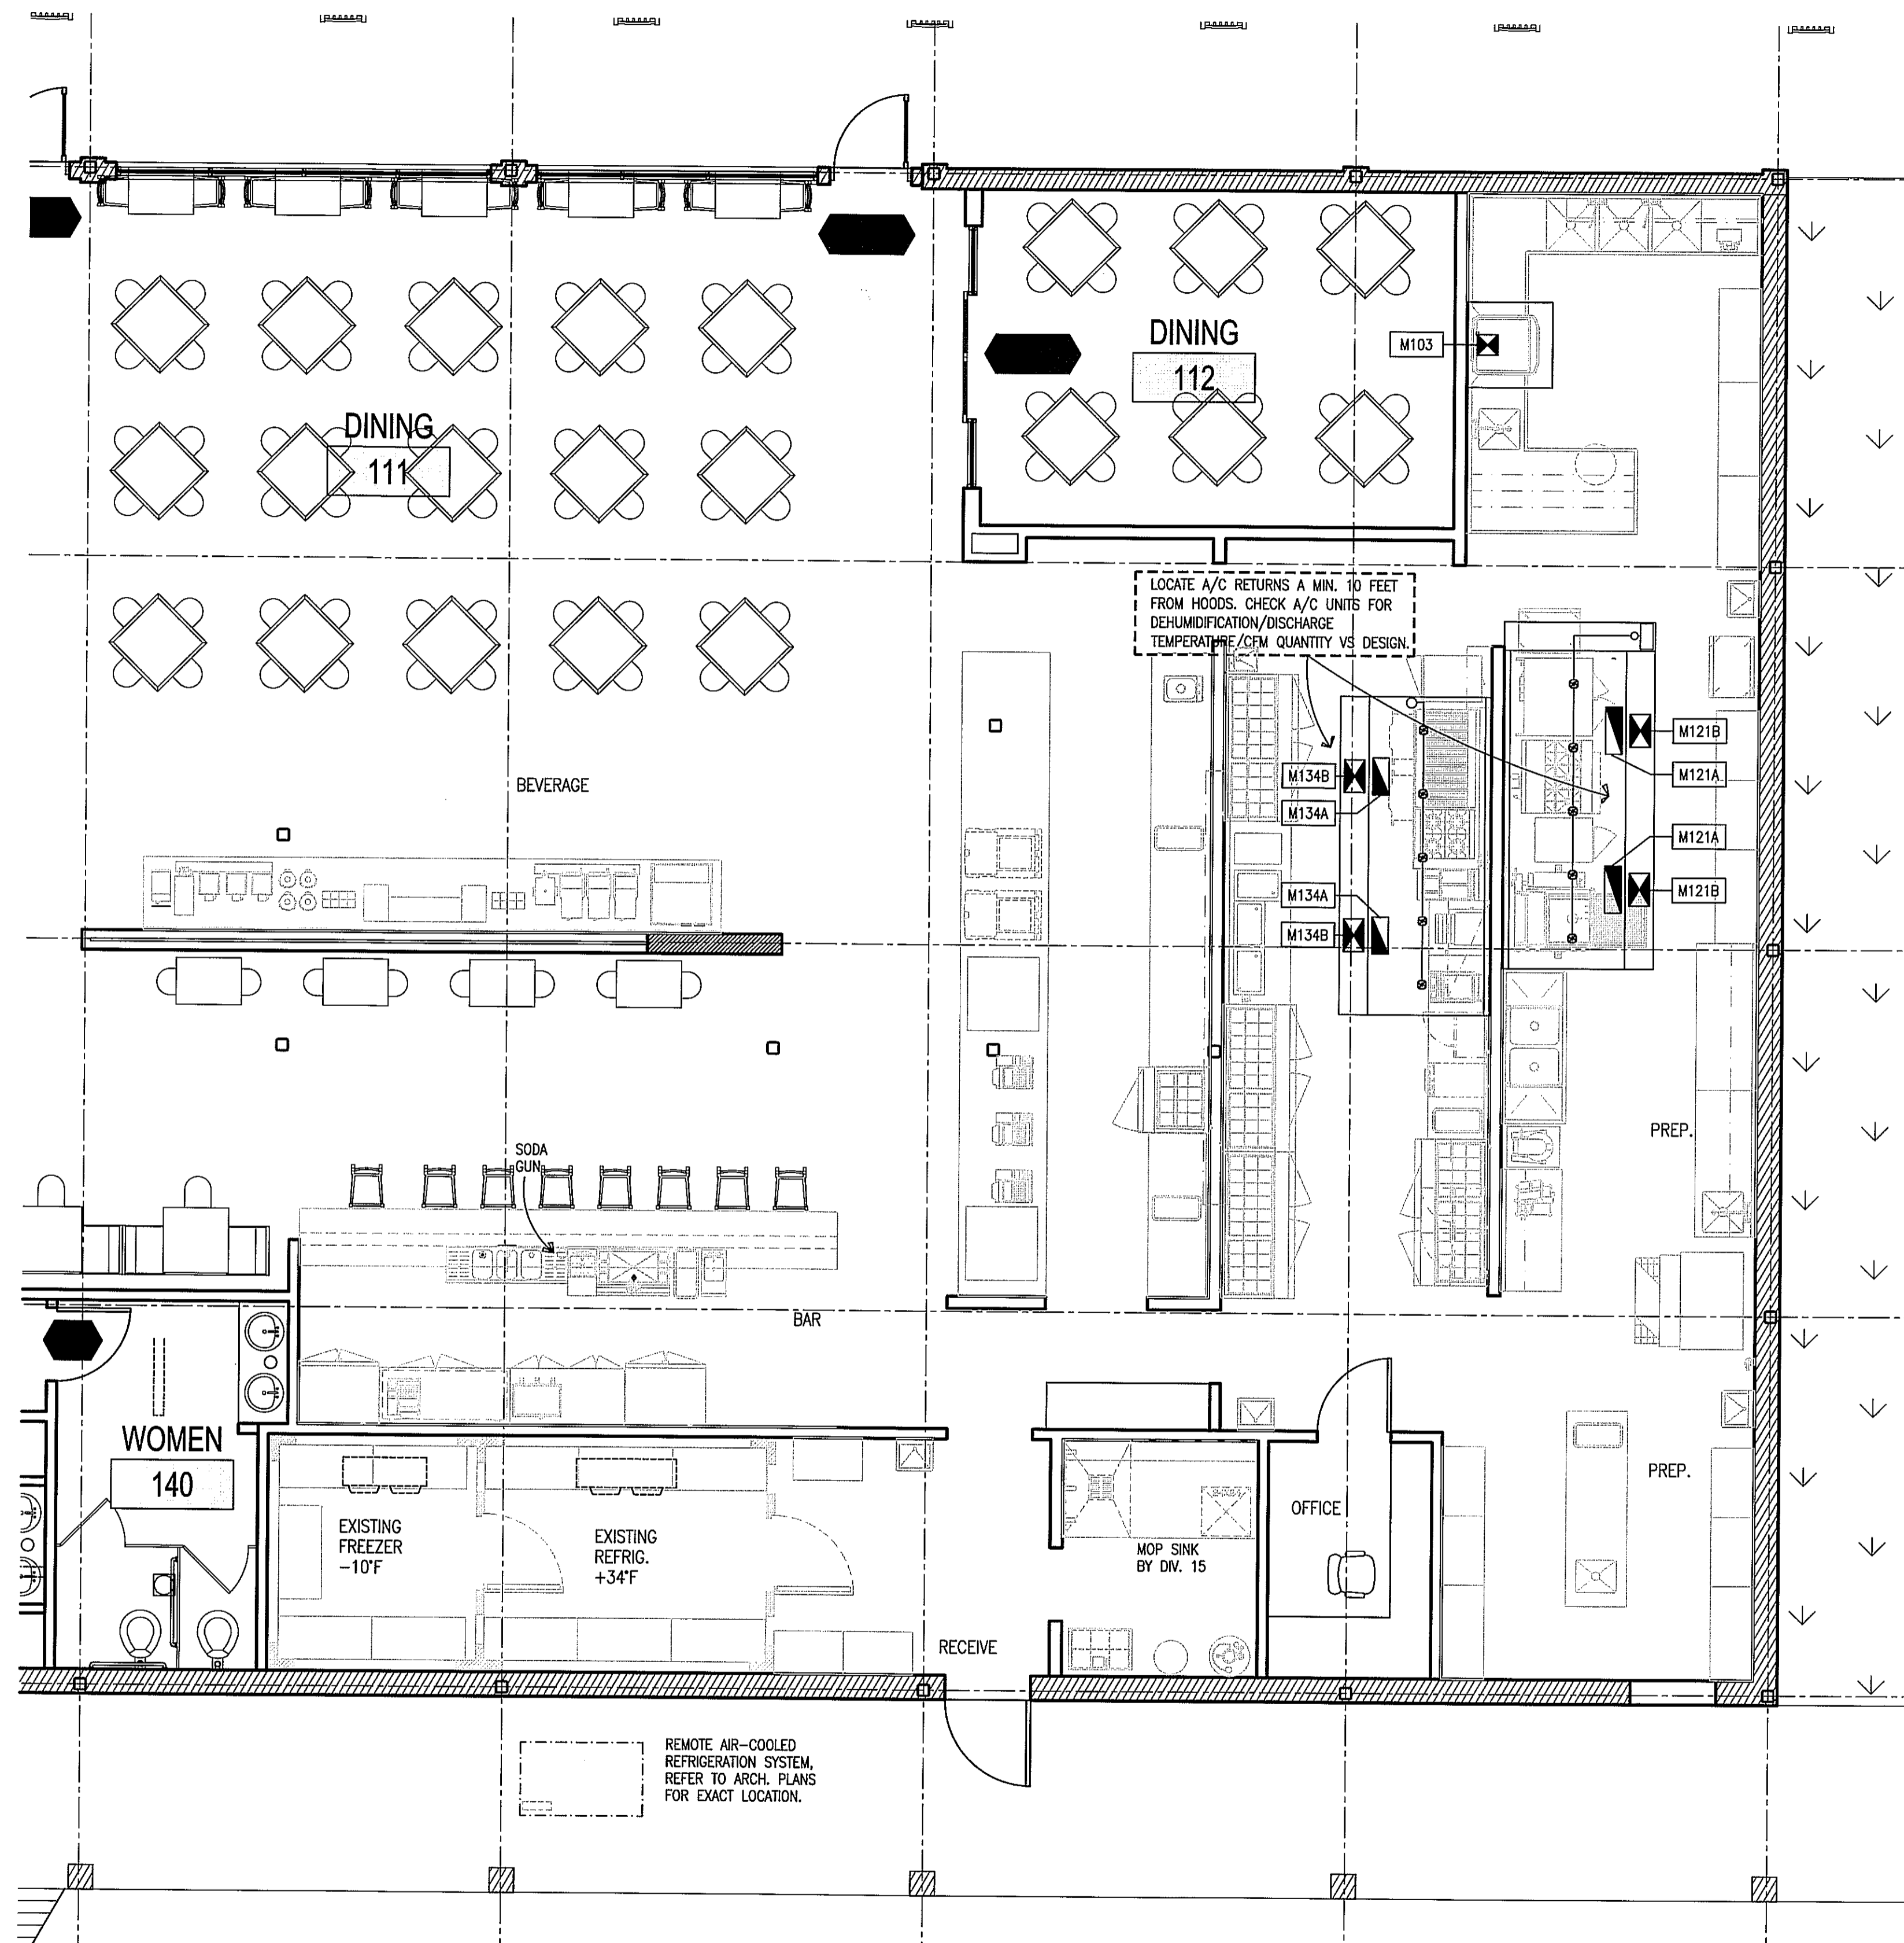 DINING
112
M103
DINING
111
LOCATE A/C RETURNS A MIN. 10 FEET
FROM HOODS. CHECK A/C UNITS FOR
DEHUMIDIFICATION/DISCHARGE
TEMPERATURE/CFM QUANTITY VS DESIGN.
M121B
M121A
M134B
M134A
BEVERAGE
M121A
M121B
M134A
M134B
PREP.
SODA
GUN
BAR
WOMEN
140
PREP.
EXISTING
FREEZER
-10°F
EXISTING
REFRIG.
+34°F
OFFICE
MOP SINK
BY DIV. 15
RECEIVE
REMOTE AIR-COOLED
REFRIGERATION SYSTEM,
REFER TO ARCH. PLANS
FOR EXACT LOCATION.